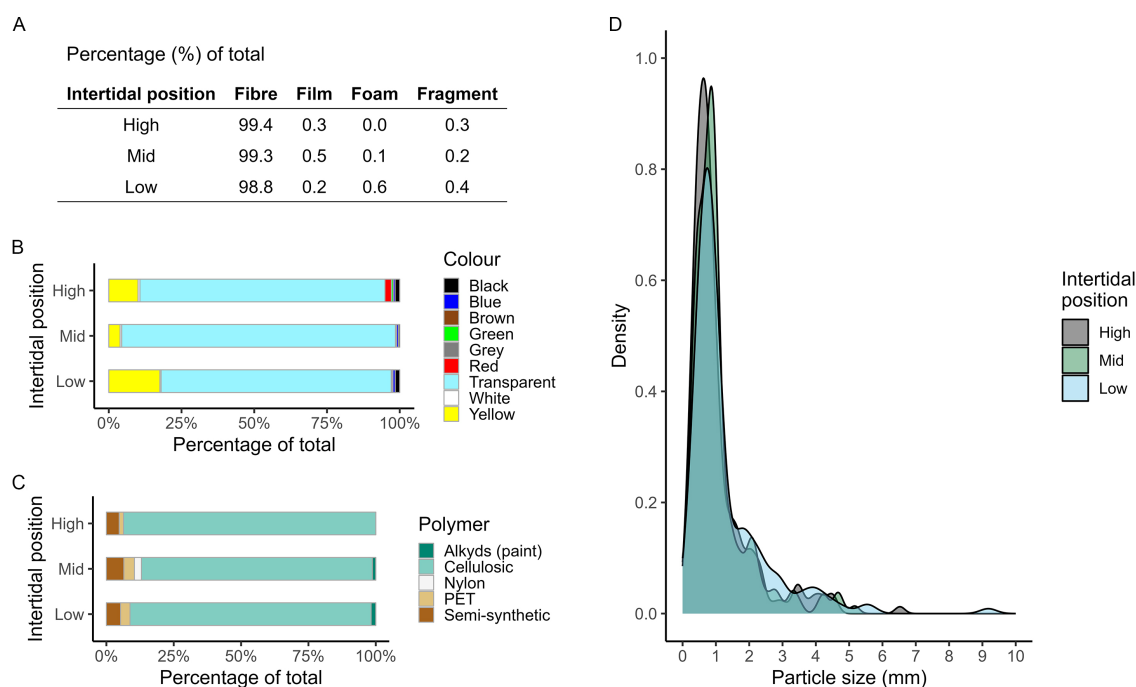 A
Percentage (%) of total
Intertidal position Fibre Film Foam Fragment
High 99.4 0.3 0.0 0.3
Mid 99.3 0.5 0.1 0.2
Low 98.8 0.2 0.6 0.4
B
Intertidal position
High
Mid
Low
0% 25% 50% 75% 100%
Percentage of total
Colour
Black
Blue
Brown
Green
Grey
Red
Transparent
White
Yellow
C
Intertidal position
High
Mid
Low
0% 25% 50% 75% 100%
Percentage of total
Polymer
Alkyds (paint)
Cellulosic
Nylon
PET
Semi-synthetic
D
Density
1.0
0.8
0.6
0.4
0.2
0.0
0 1 2 3 4 5 6 7 8 9 10
Particle size (mm)
Intertidal
position
High
Mid
Low